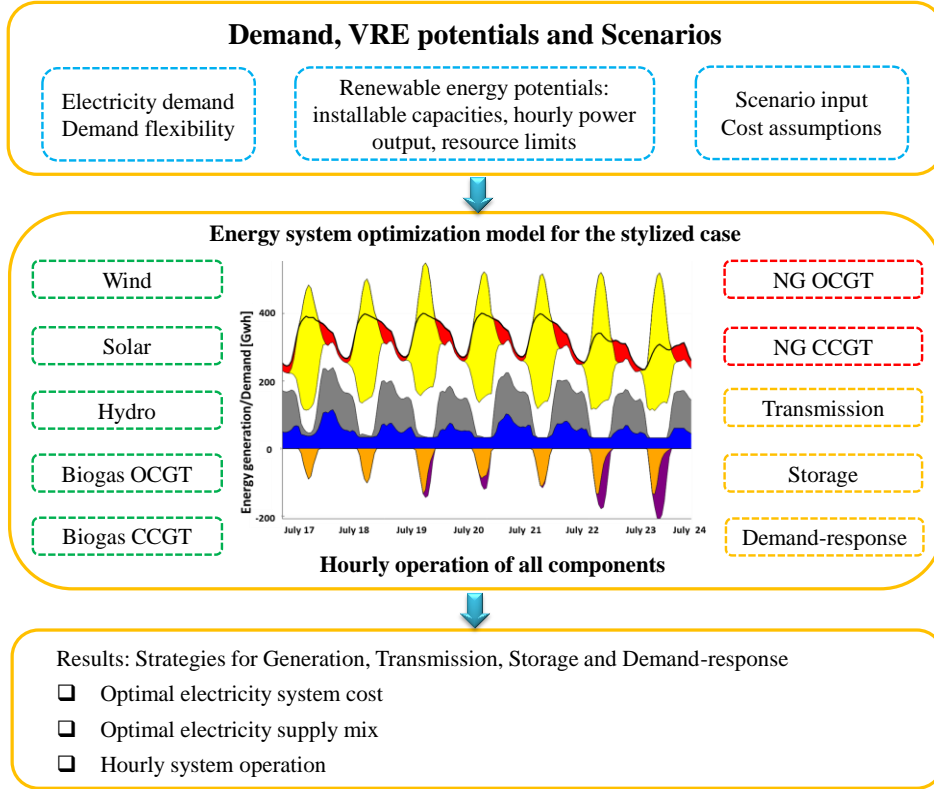 Demand, VRE potentials and Scenarios
Electricity demand
Demand flexibility
Renewable energy potentials:
installable capacities, hourly power
output, resource limits
Scenario input
Cost assumptions
Energy system optimization model for the stylized case
Wind
Solar
Hydro
Biogas OCGT
Biogas CCGT
Energy generation/Demand [Gwh]
400
200
0
-200
July 17
July 18
July 19
July 20
July 21
July 22
July 23
July 24
Hourly operation of all components
NG OCGT
NG CCGT
Transmission
Storage
Demand-response
Results: Strategies for Generation, Transmission, Storage and Demand-response
Optimal electricity system cost
Optimal electricity supply mix
Hourly system operation